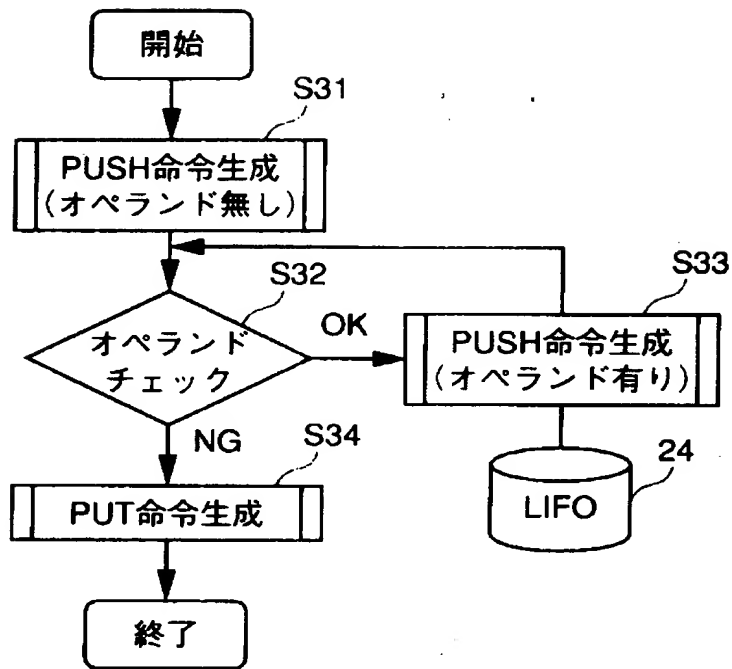 開始
S31
PUSH命令生成
(オペランド無し)
S32
オペランド
チェック
OK
S33
PUSH命令生成
(オペランド有り)
NG
S34
PUT命令生成
24
LIFO
終了